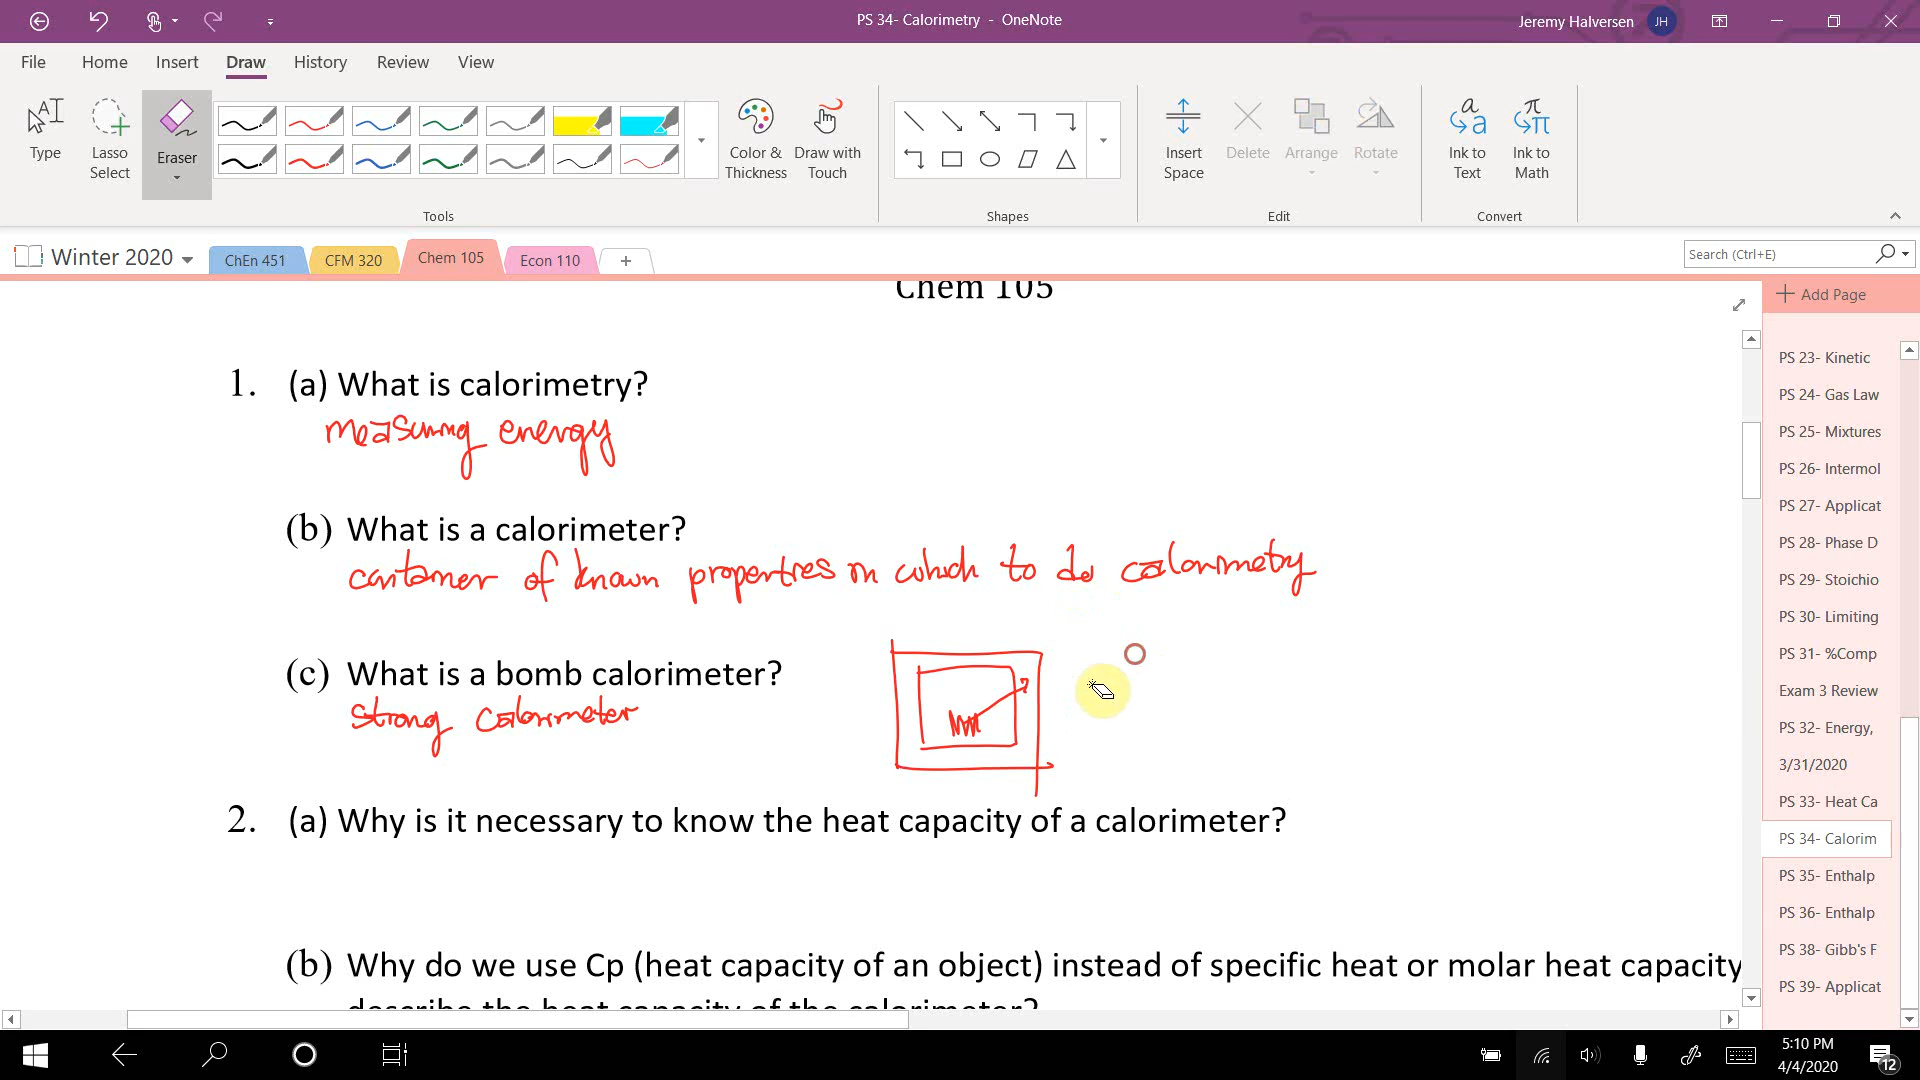 PS 34- Calorimetry - OneNote
Jeremy Halversen JH
File Home Insert Draw History Review View
Type Lasso Select Eraser Color & Thickness Draw with Touch Insert Space Delete Arrange Rotate Ink to Text Ink to Math
Tools Shapes Edit Convert
Winter 2020 ChEn 451 CFM 320 Chem 105 Econ 110 + Search (Ctrl+E)
Chem 105
Add Page
1. (a) What is calorimetry?
measuring energy
(b) What is a calorimeter?
container of known properties in which to do calorimetry
(c) What is a bomb calorimeter?
strong calorimeter
2. (a) Why is it necessary to know the heat capacity of a calorimeter?
(b) Why do we use Cp (heat capacity of an object) instead of specific heat or molar heat capacity
describe the heat capacity of the calorimeter?
PS 23- Kinetic
PS 24- Gas Law
PS 25- Mixtures
PS 26- Intermol
PS 27- Applicat
PS 28- Phase D
PS 29- Stoichio
PS 30- Limiting
PS 31- %Comp
Exam 3 Review
PS 32- Energy,
3/31/2020
PS 33- Heat Ca
PS 34- Calorim
PS 35- Enthalp
PS 36- Enthalp
PS 38- Gibb's F
PS 39- Applicat
5:10 PM
4/4/2020
12